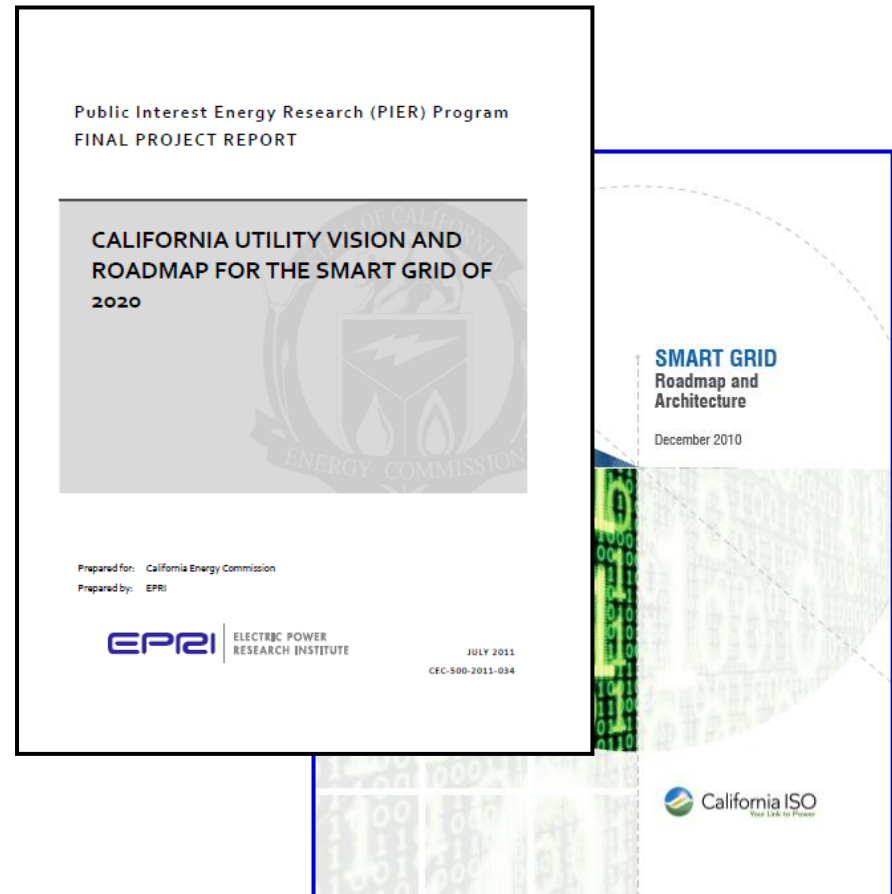 Public Interest Energy Research (PIER) Program
FINAL PROJECT REPORT
CALIFORNIA UTILITY VISION AND
ROADMAP FOR THE SMART GRID OF
2020
ENERGY COMMISSION
Prepared for: California Energy Commission
Prepared by: EPRI
EPRI
ELECTRIC POWER
RESEARCH INSTITUTE
JULY 2011
CEC-500-2011-034
SMART GRID
Roadmap and
Architecture
December 2010
California ISO
Your Link to Power